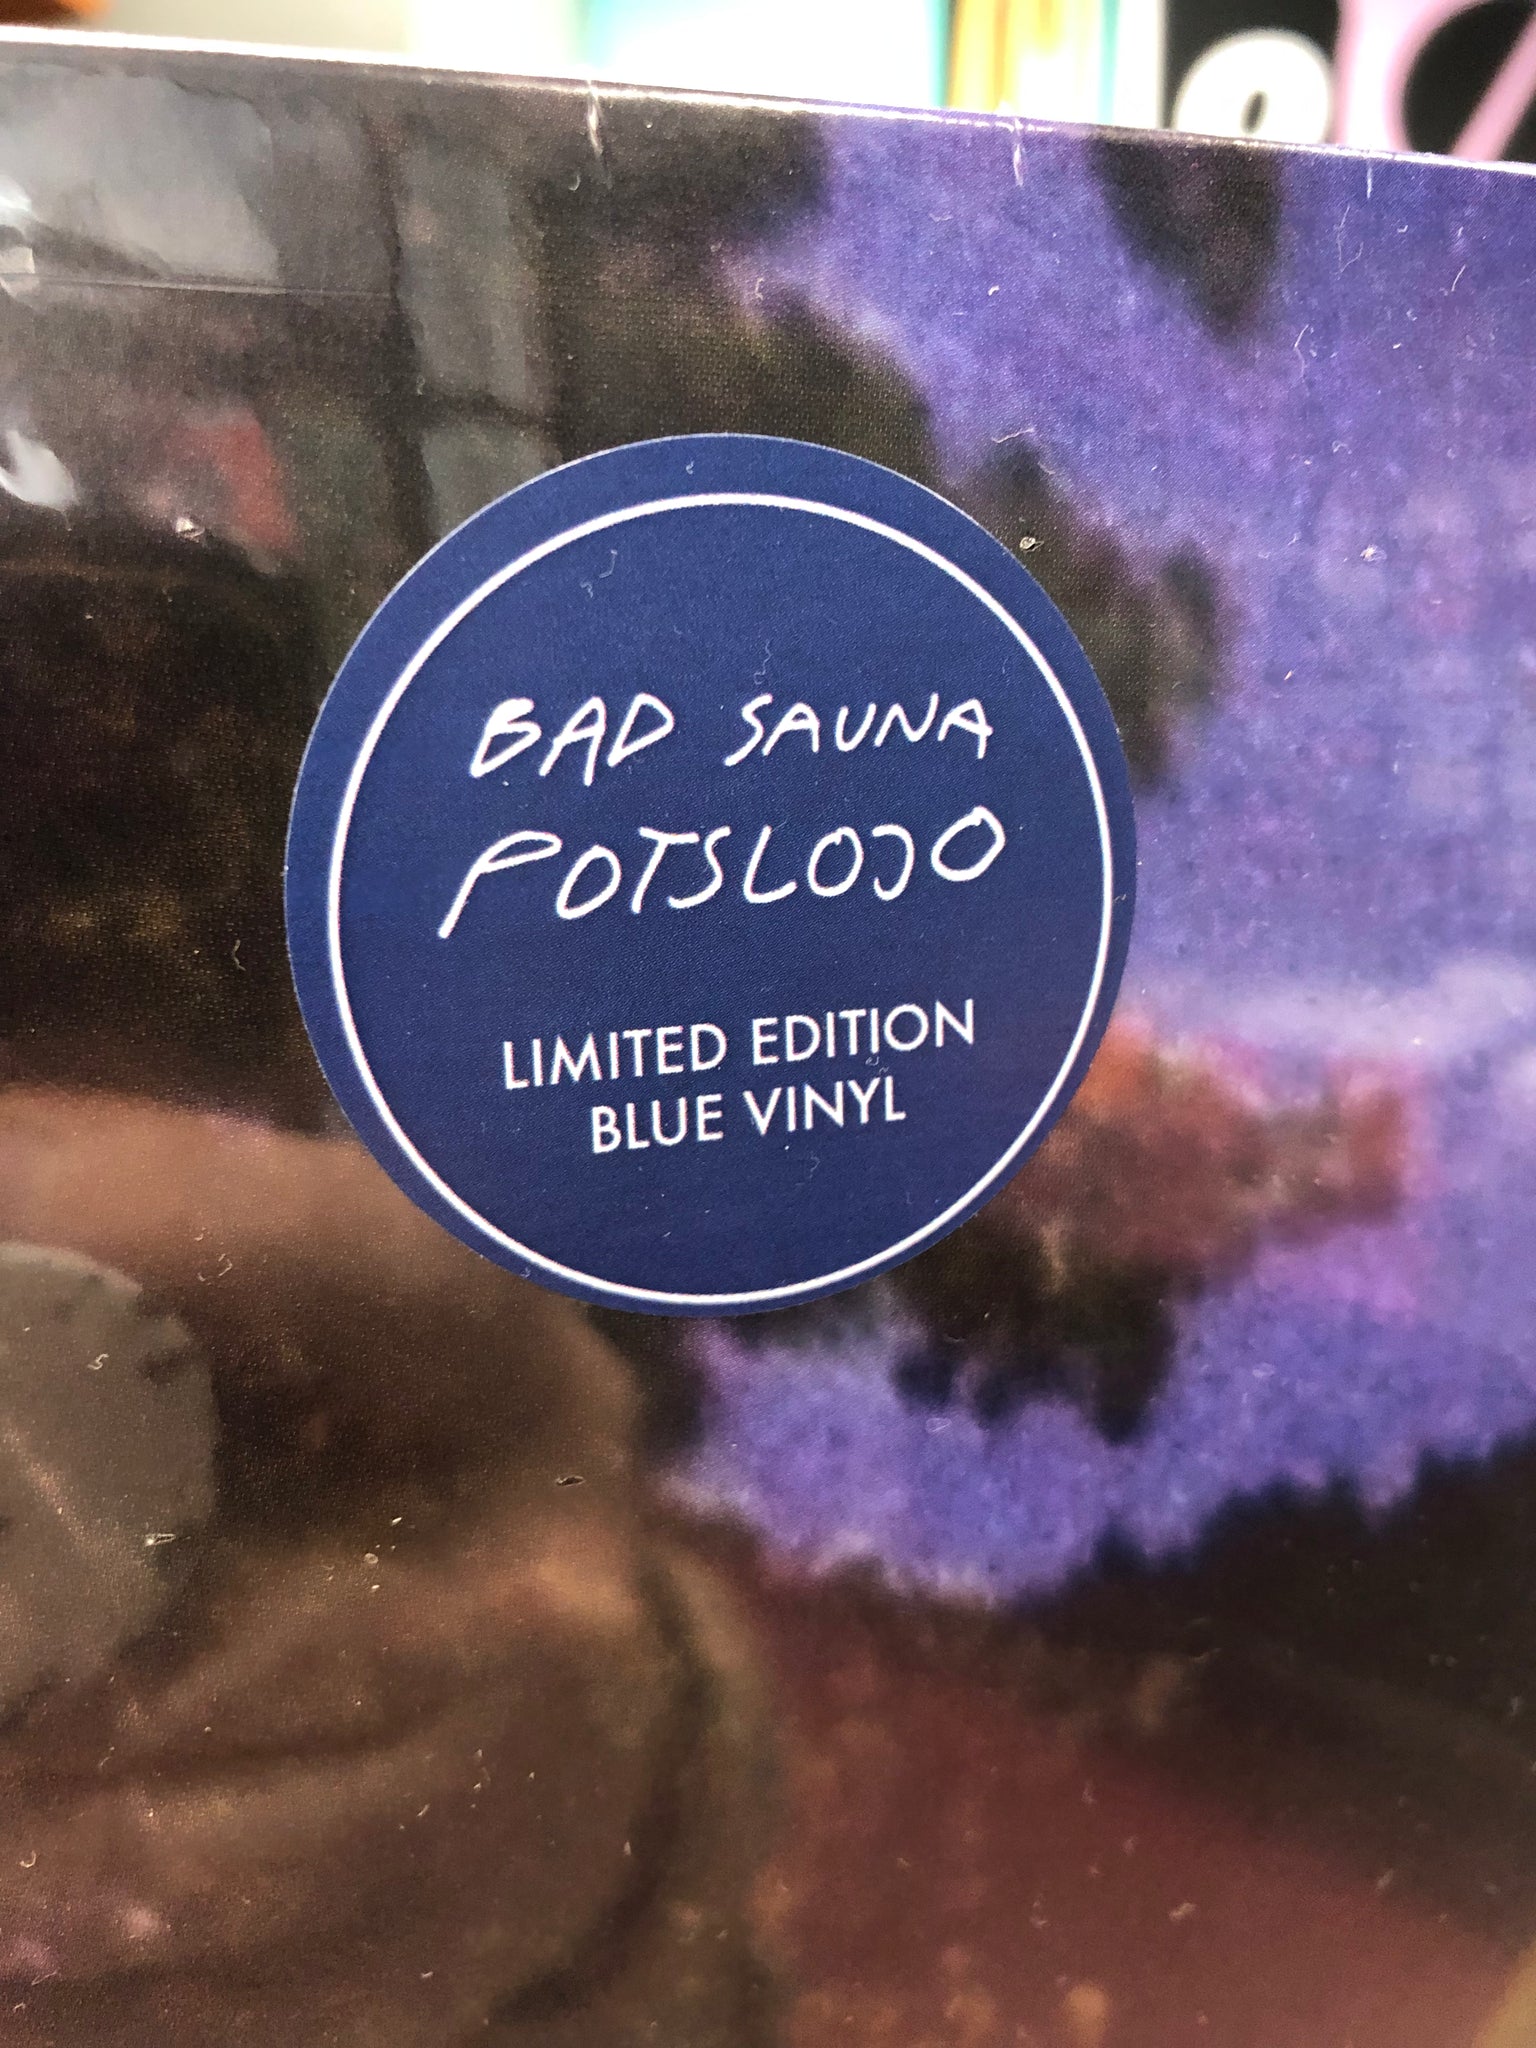 BAD SAUNA
POTSLOJO
LIMITED EDITION
BLUE VINYL